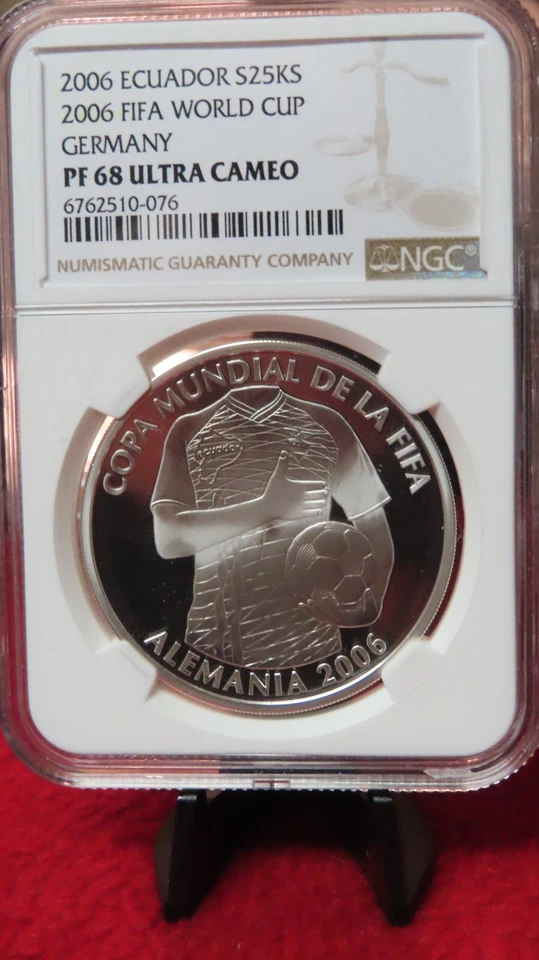 2006 ECUADOR S25KS
2006 FIFA WORLD CUP
GERMANY
PF 68 ULTRA CAMEO
6762510-076
NUMISMATIC GUARANTY COMPANY
NGC®
COPA MUNDIAL DE LA FIFA
ecuador
ALEMANIA 2006